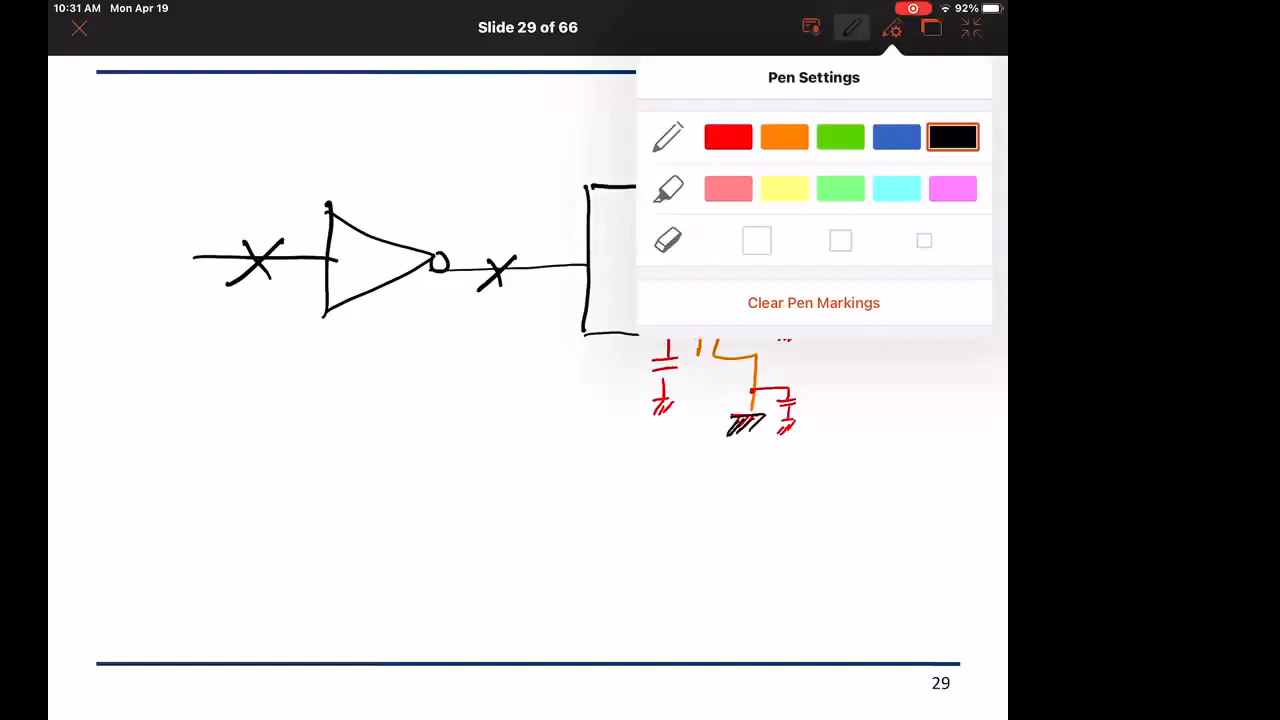 10:31 AM Mon Apr 19
92%
Slide 29 of 66
Pen Settings
Clear Pen Markings
29